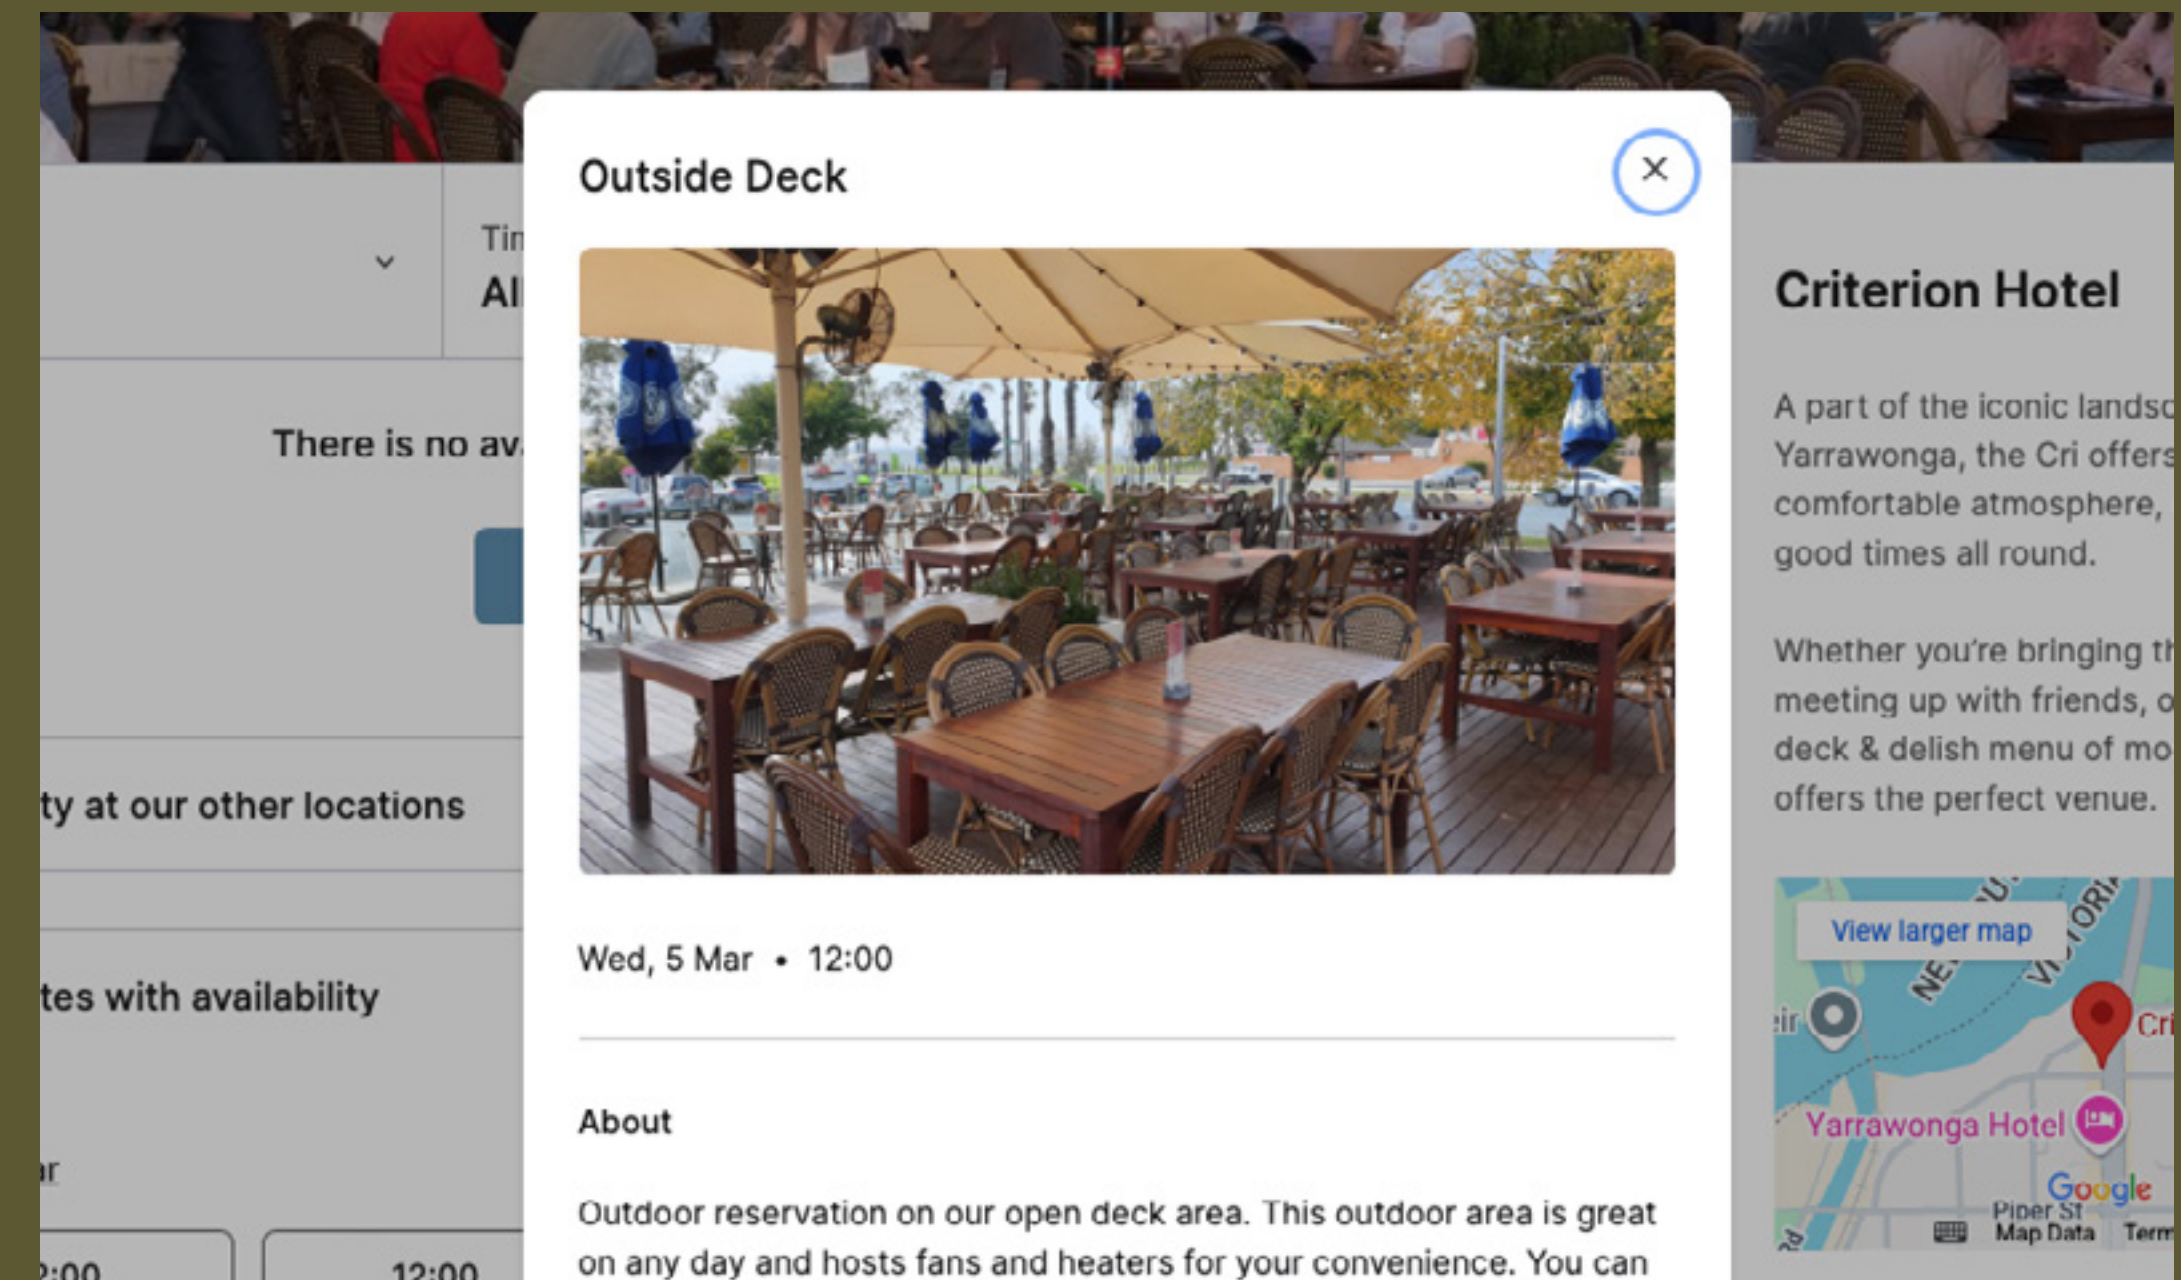 Outside Deck
Wed, 5 Mar • 12:00
About
Outdoor reservation on our open deck area. This outdoor area is great
on any day and hosts fans and heaters for your convenience. You can
There is no
ty at our other locations
tes with availability
12:00
Criterion Hotel
A part of the iconic
Yarrawonga, the Cri offers
comfortable atmosphere,
good times all round.
Whether you're bringing
meeting up with friends,
deck & delish menu of
offers the perfect venue.
View larger map
Yarrawonga Hotel
Google
Piper St
Map Data